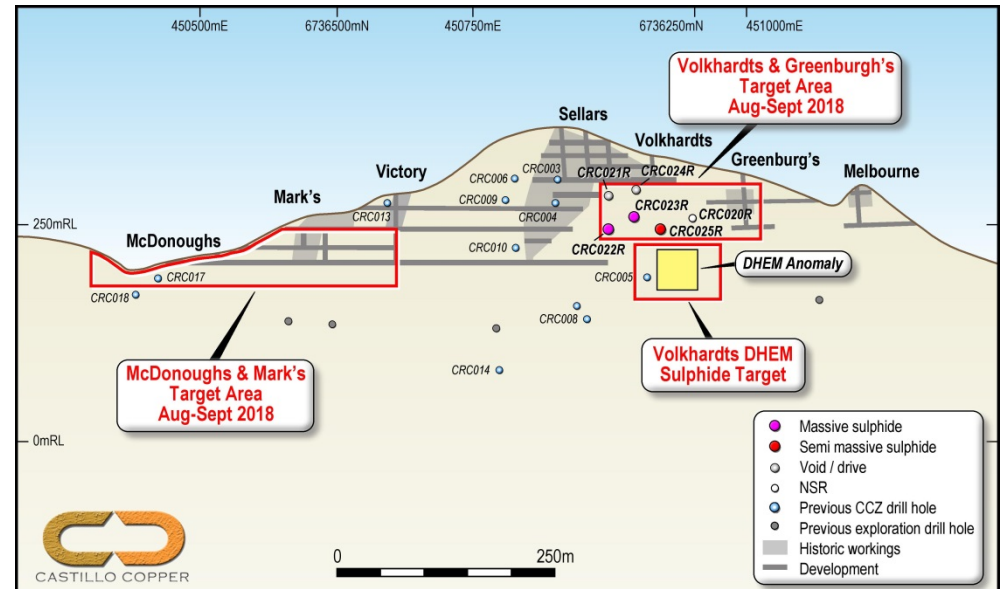 450500mE
6736500mN
450750mE
6736250mN
451000mE
Volkhardts & Greenburgh's
Target Area
Aug-Sept 2018
Sellars
Volkhardts
Greenburg's
Melbourne
Victory
Mark's
McDonoughs
CRC003
CRC006
CRC009
CRC004
CRC010
CRC013
CRC021R
CRC024R
CRC023R
CRC020R
CRC025R
CRC022R
250mRL
CRC017
CRC018
CRC005
DHEM Anomaly
CRC008
CRC014
McDonoughs & Mark's
Target Area
Aug-Sept 2018
Volkhardts DHEM
Sulphide Target
0mRL
Massive sulphide
Semi massive sulphide
Void / drive
NSR
Previous CCZ drill hole
Previous exploration drill hole
Historic workings
Development
CASTILLO COPPER
0
250m